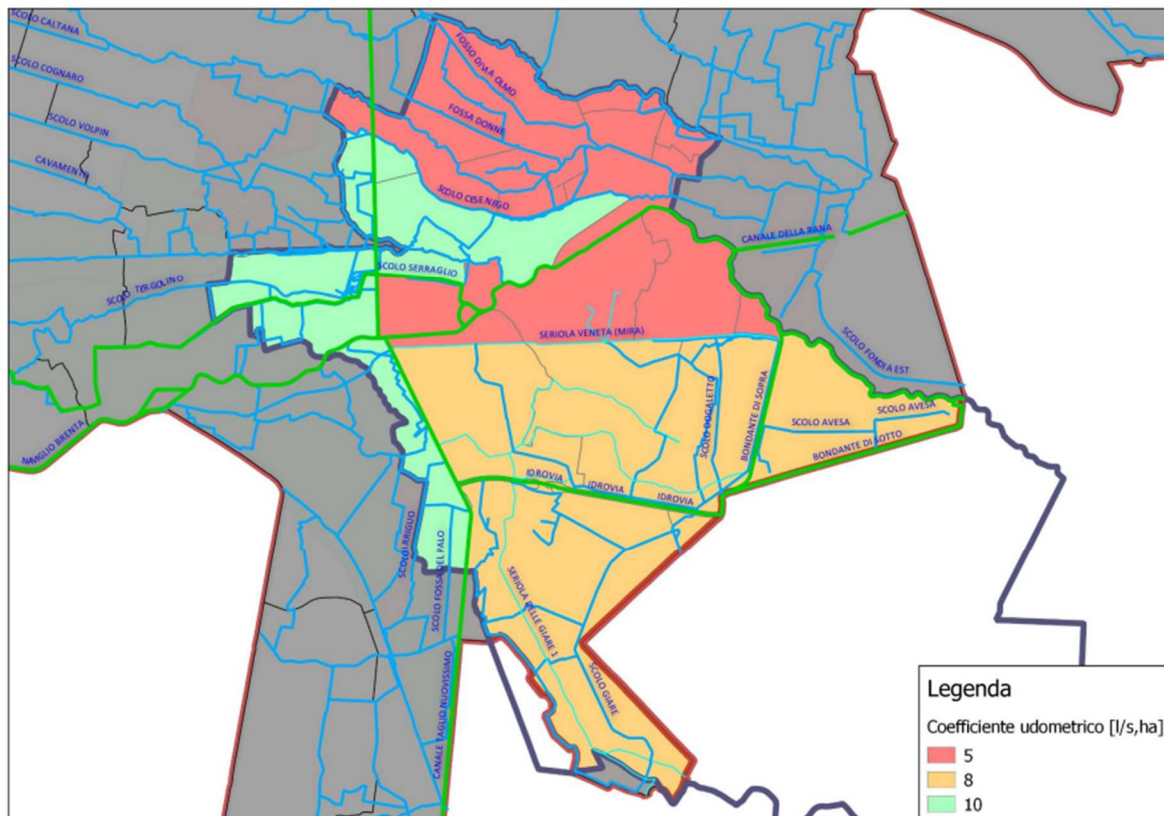 SCOLO CALTANA
SCOLO COGNARO
SCOLO VOLPIN
CAVAMENTO
FOSSO DI VIA OLMO
FOSSA DONNE
SCOLO CESENEGO
CANALE DELLA RANA
SCOLO SERRAGLIO
SCOLO TERGOLINO
SERIOLA VENETA (MIRA)
SCOLO FONDI A EST
NAVIGLIO BRENTA
SCOLO DOGALETTO
BONDANTE DI SOPRA
SCOLO AVESA
SCOLO AVESA
BONDANTE DI SOTTO
IDROVIA
IDROVIA
IDROVIA
SCOLO IRRIGUO
SCOLO FOSSA DEL PALO
CANALE TAGLIO NUOVISSIMO
SERIOLA DELLE GIARE 1
SCOLO GIARE
Legenda
Coefficiente udometrico [l/s,ha]
5
8
10